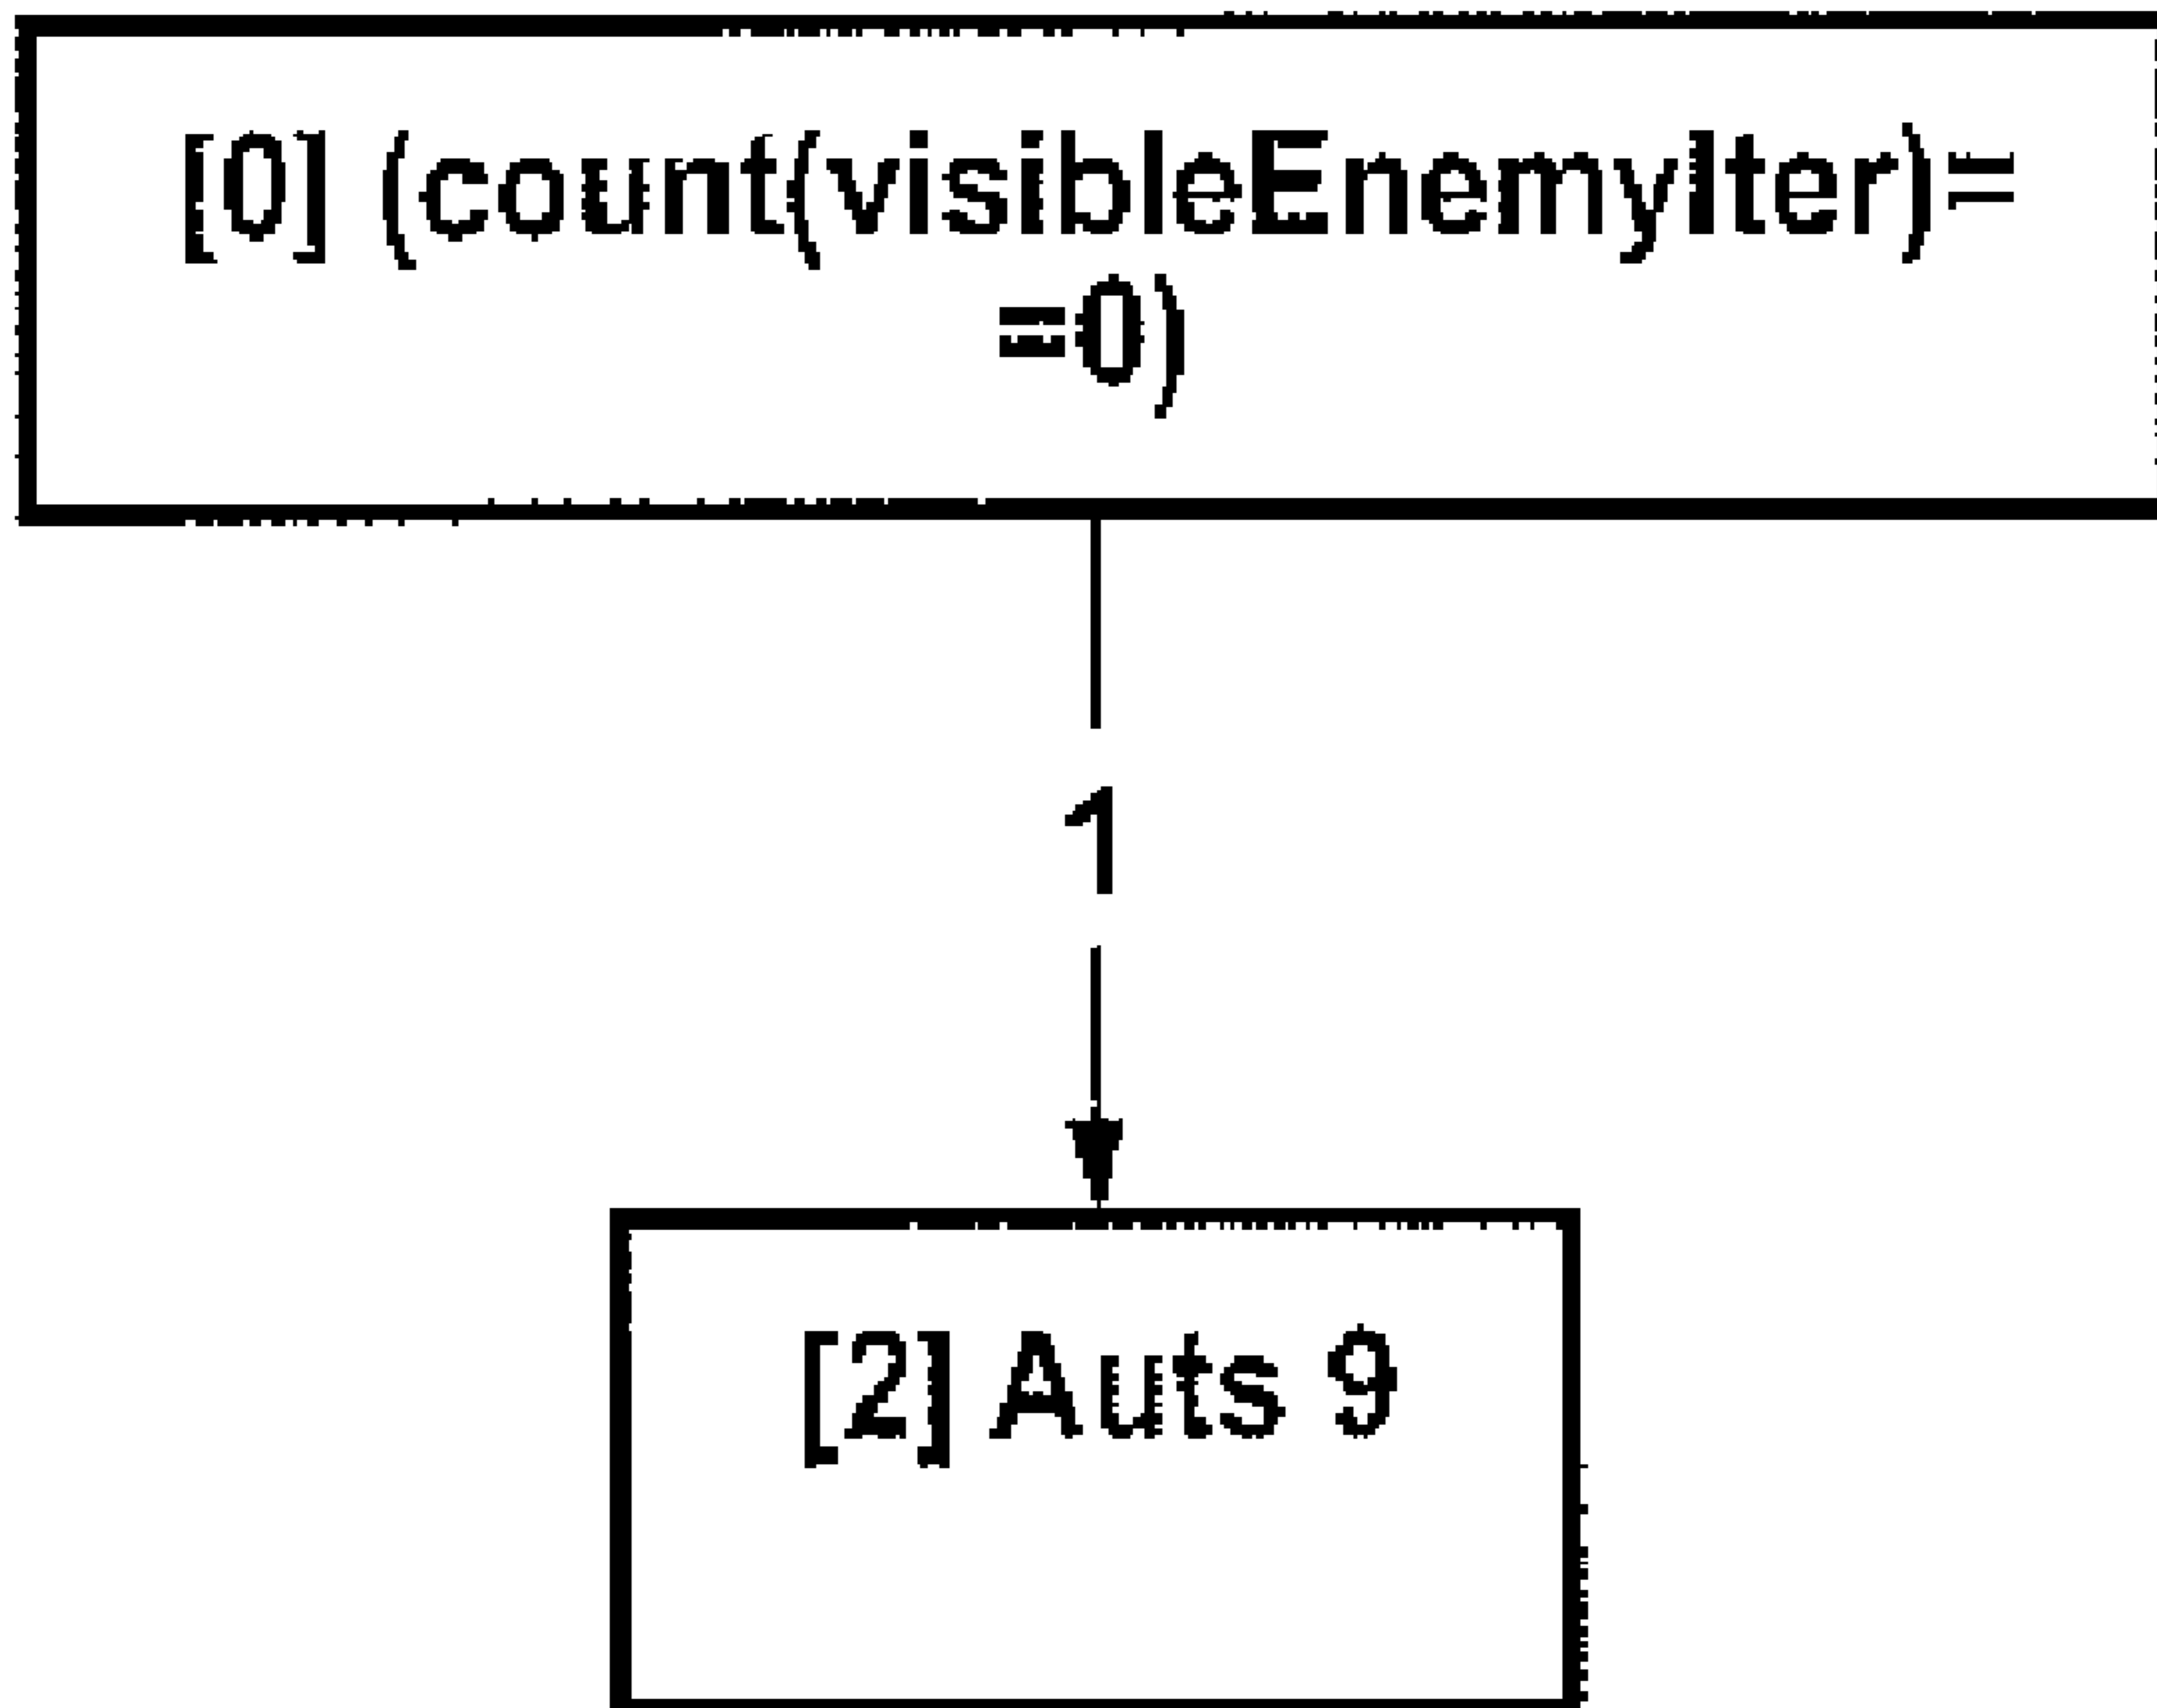 [0] (count(visibleEnemyIter)=
=0)
1
[2] Auts 9